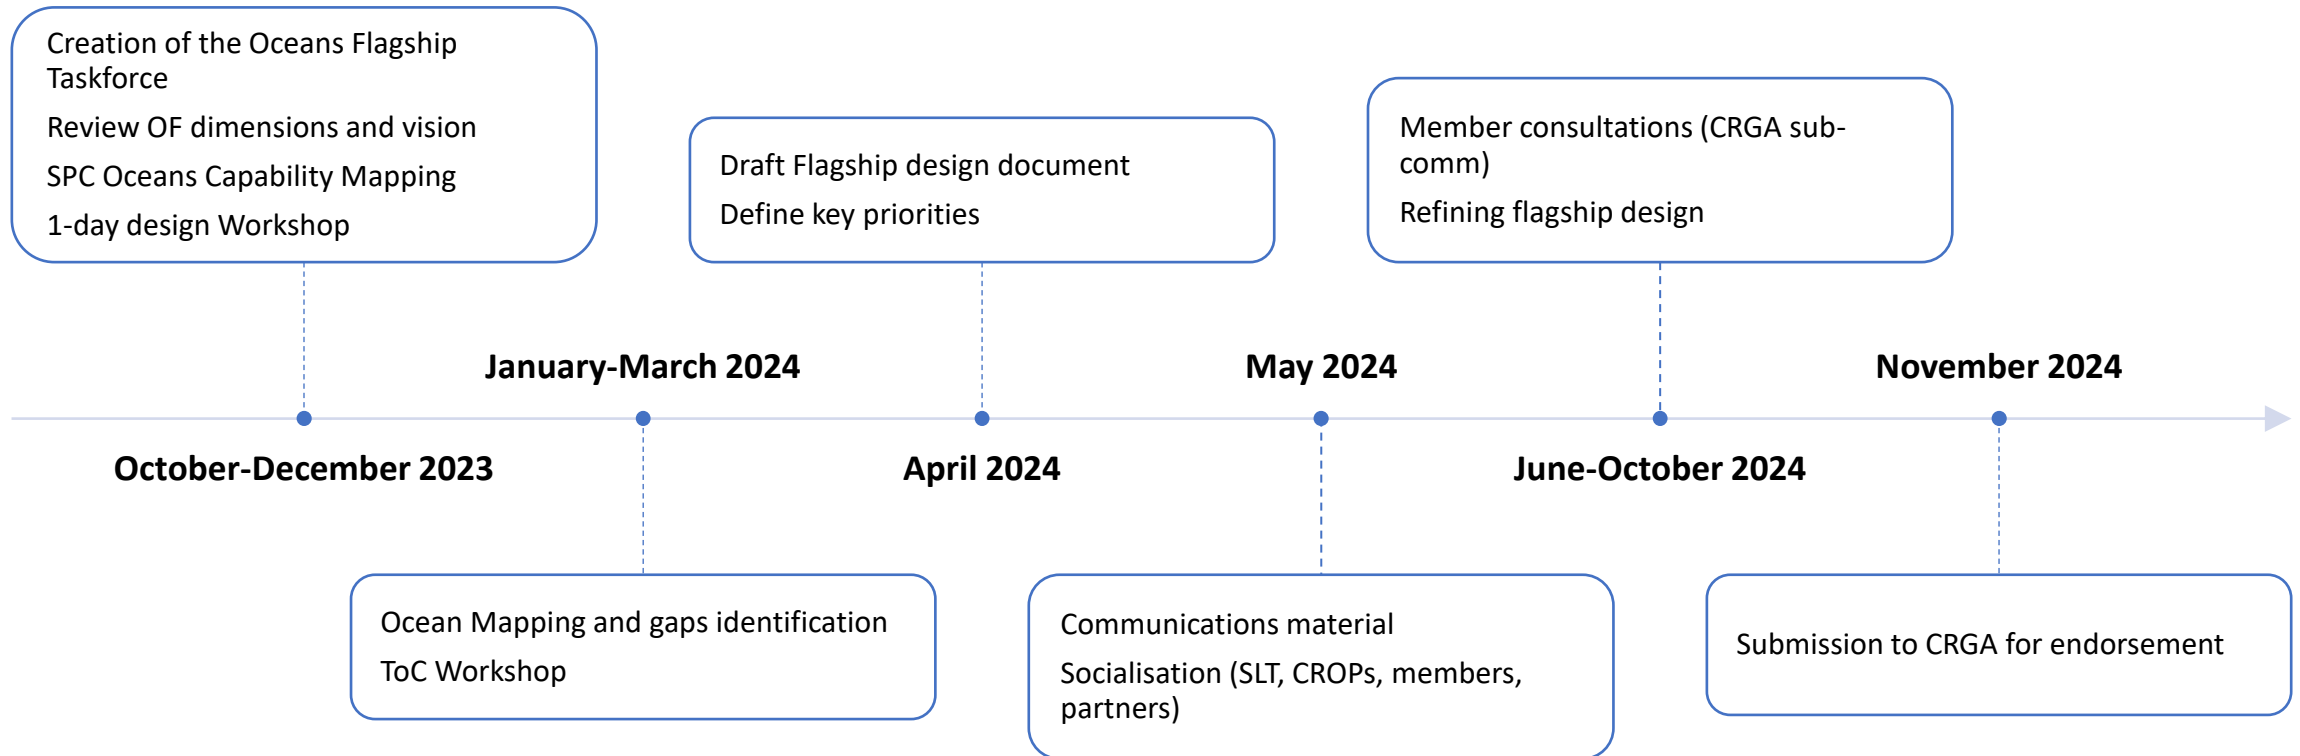 Creation of the Oceans Flagship
Taskforce
Review OF dimensions and vision
SPC Oceans Capability Mapping
1-day design Workshop
October-December 2023
January-March 2024
Ocean Mapping and gaps identification
ToC Workshop
Draft Flagship design document
Define key priorities
April 2024
May 2024
Communications material
Socialisation (SLT, CROPs, members,
partners)
Member consultations (CRGA sub-
comm)
Refining flagship design
June-October 2024
November 2024
Submission to CRGA for endorsement